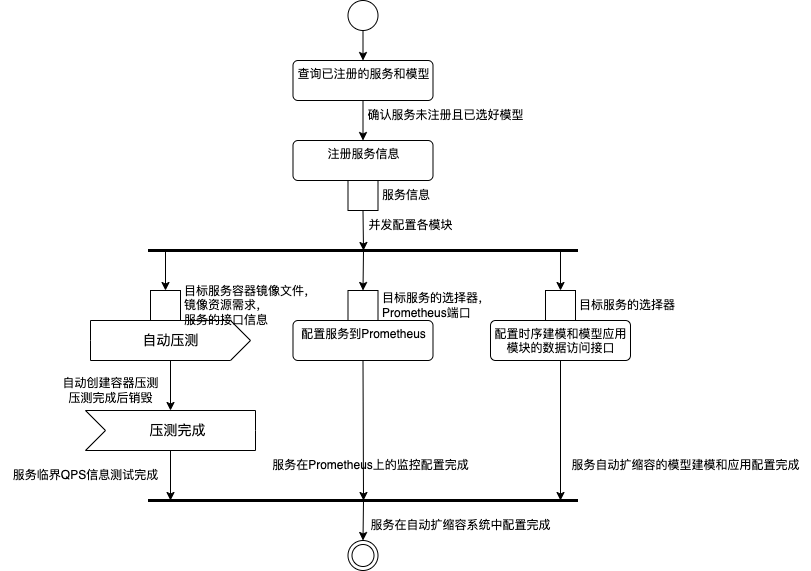 查询已注册的服务和模型
确认服务未注册且已选好模型
注册服务信息
服务信息
并发配置各模块
目标服务容器镜像文件，
镜像资源需求，
服务的接口信息
自动压测
自动创建容器压测
压测完成后销毁
压测完成
服务临界QPS信息测试完成
目标服务的选择器，
Prometheus端口
配置服务到Prometheus
服务在Prometheus上的监控配置完成
目标服务的选择器
配置时序建模和模型应用
模块的数据访问接口
服务自动扩缩容的模型建模和应用配置完成
服务在自动扩缩容系统中配置完成